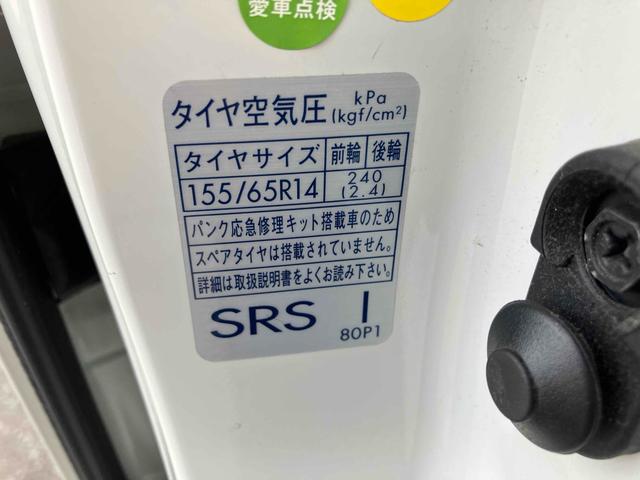 愛車点検
タイヤ空気圧 kPa (kgf/cm²)
タイヤサイズ 前輪 後輪
155/65R14 240 (2.4)
パンク応急修理キット搭載車のため
スペアタイヤは搭載されていません。
詳細は取扱説明書をよくお読み下さい。
SRS I
80P1